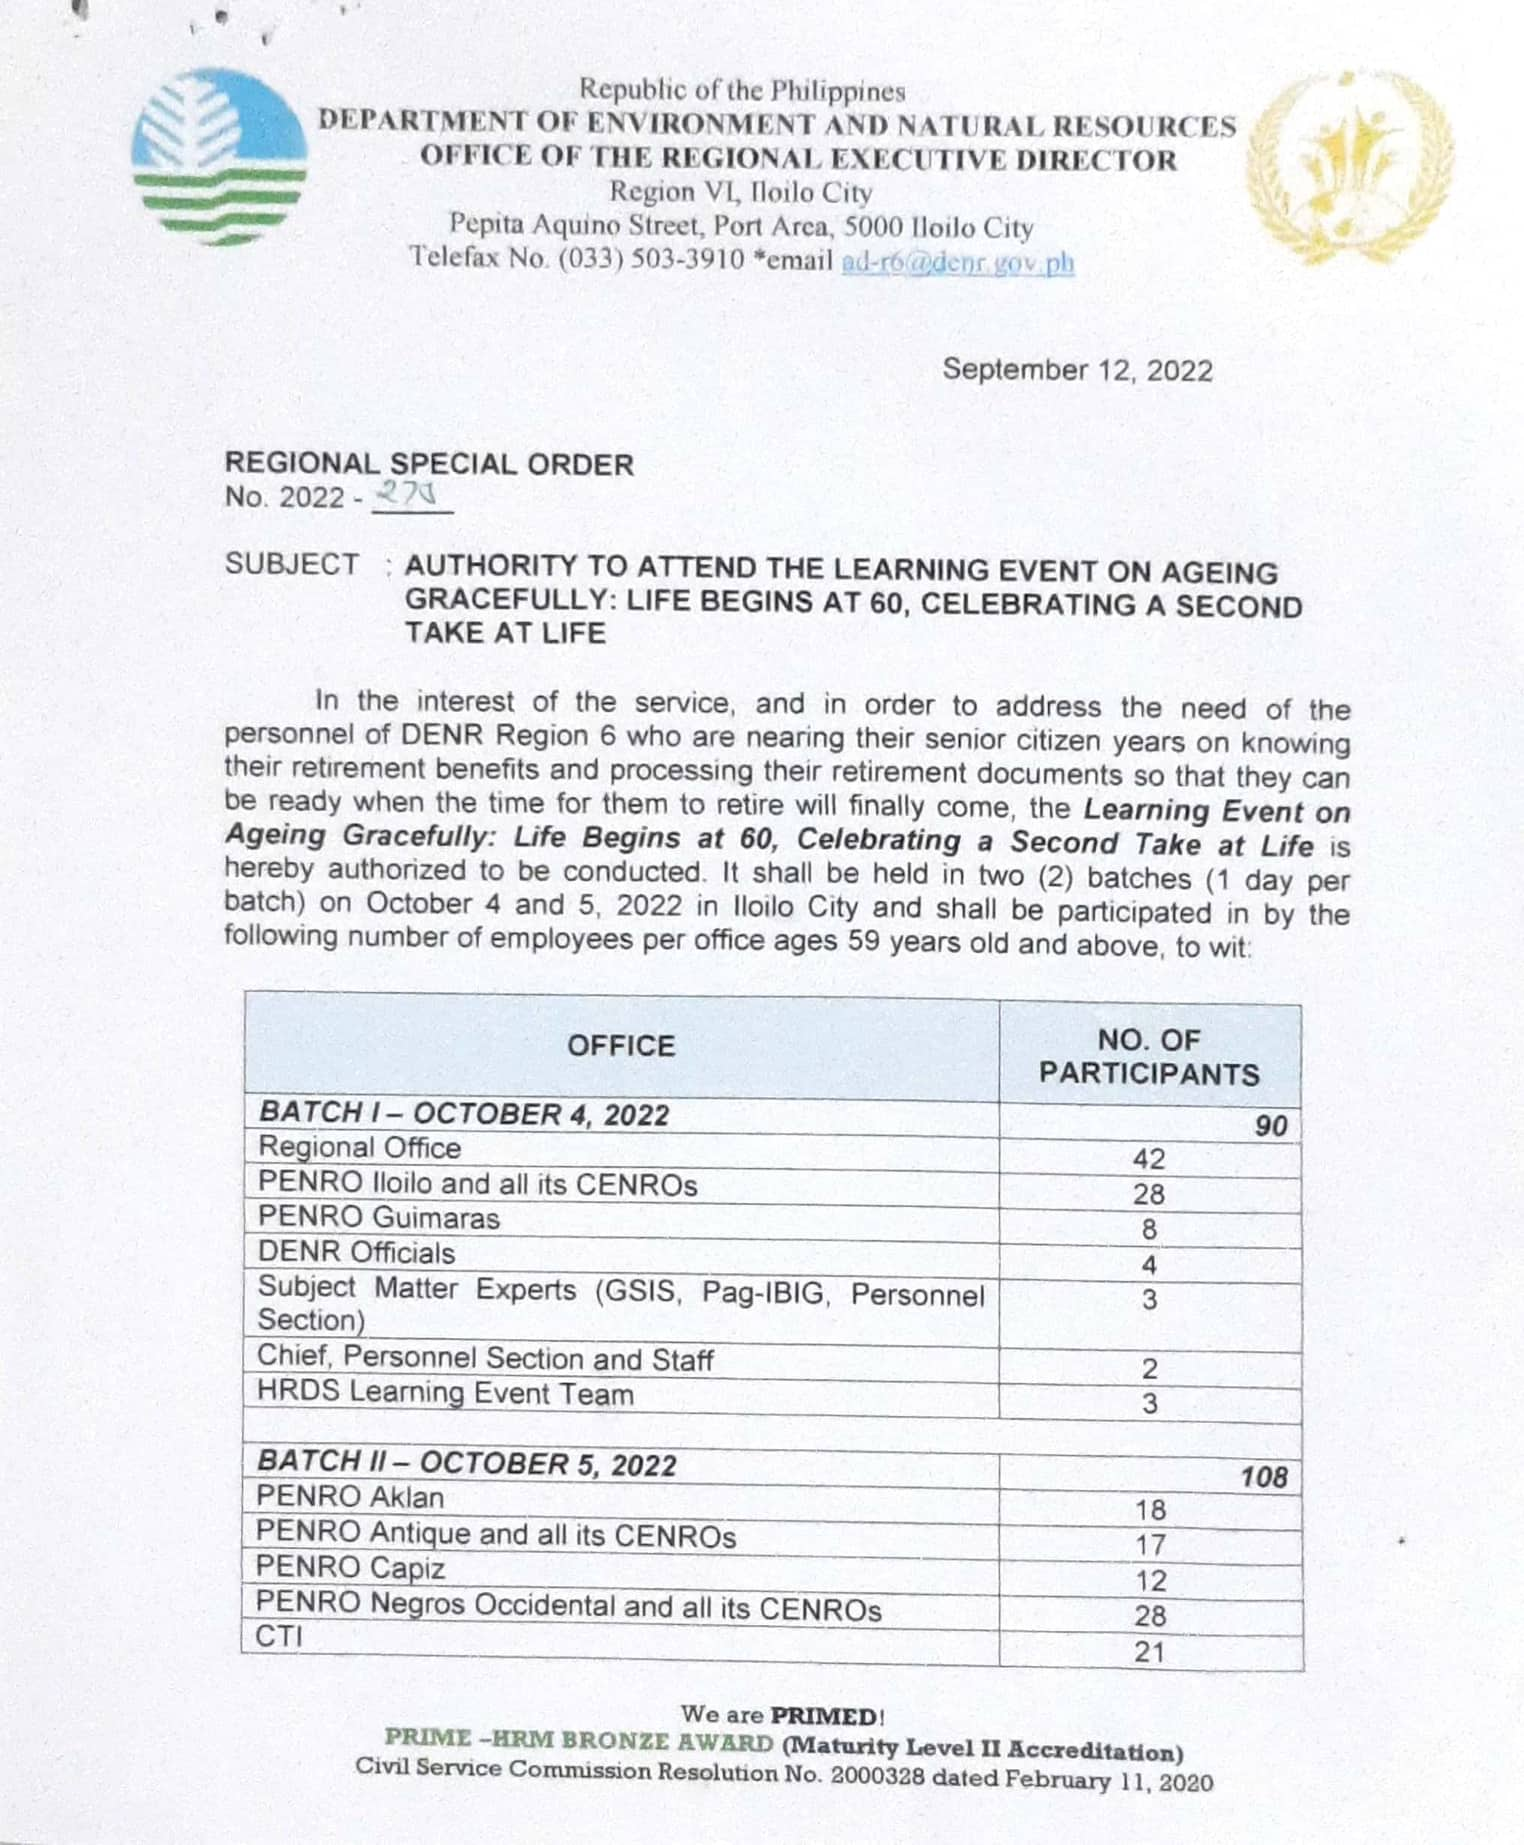 Republic of the Philippines
DEPARTMENT OF ENVIRONMENT AND NATURAL RESOURCES
OFFICE OF THE REGIONAL EXECUTIVE DIRECTOR
Region VI, Iloilo City
Pepita Aquino Street, Port Area, 5000 Iloilo City
Telefax No. (033) 503-3910 *email ad-r6@denr.gov.ph
September 12, 2022
REGIONAL SPECIAL ORDER
No. 2022 -
SUBJECT : AUTHORITY TO ATTEND THE LEARNING EVENT ON AGEING
GRACEFULLY: LIFE BEGINS AT 60, CELEBRATING A SECOND
TAKE AT LIFE
In the interest of the service, and in order to address the need of the
personnel of DENR Region 6 who are nearing their senior citizen years on knowing
their retirement benefits and processing their retirement documents so that they can
be ready when the time for them to retire will finally come, the Learning Event on
Ageing Gracefully: Life Begins at 60, Celebrating a Second Take at Life is
hereby authorized to be conducted. It shall be held in two (2) batches (1 day per
batch) on October 4 and 5, 2022 in Iloilo City and shall be participated in by the
following number of employees per office ages 59 years old and above, to wit:
OFFICE NO. OF
PARTICIPANTS
BATCH I – OCTOBER 4, 2022 90
Regional Office 42
PENRO Iloilo and all its CENROs 28
PENRO Guimaras 8
DENR Officials 4
Subject Matter Experts (GSIS, Pag-IBIG, Personnel 3
Section)
Chief, Personnel Section and Staff 2
HRDS Learning Event Team 3
BATCH II – OCTOBER 5, 2022 108
PENRO Aklan 18
PENRO Antique and all its CENROs 17
PENRO Capiz 12
PENRO Negros Occidental and all its CENROs 28
CTI 21
We are PRIMED!
PRIME –HRM BRONZE AWARD (Maturity Level II Accreditation)
Civil Service Commission Resolution No. 2000328 dated February 11, 2020